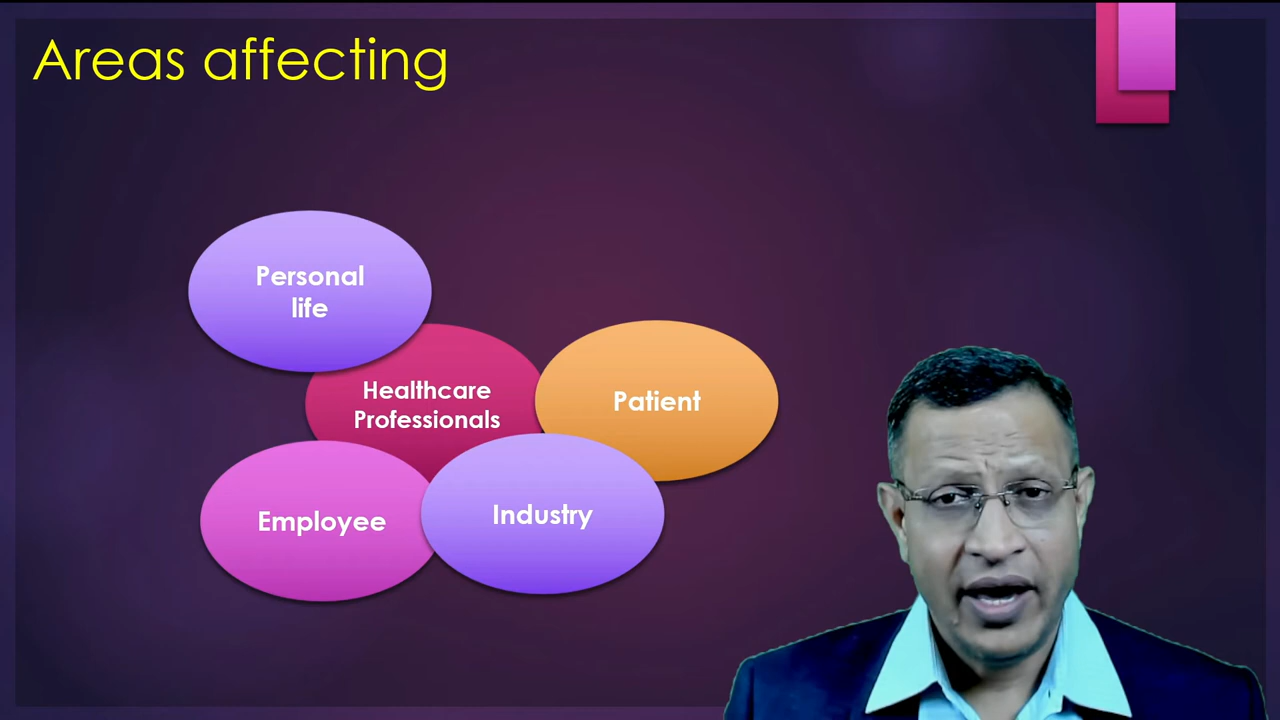 Areas affecting
Personal
life
Healthcare
Professionals
Patient
Employee
Industry